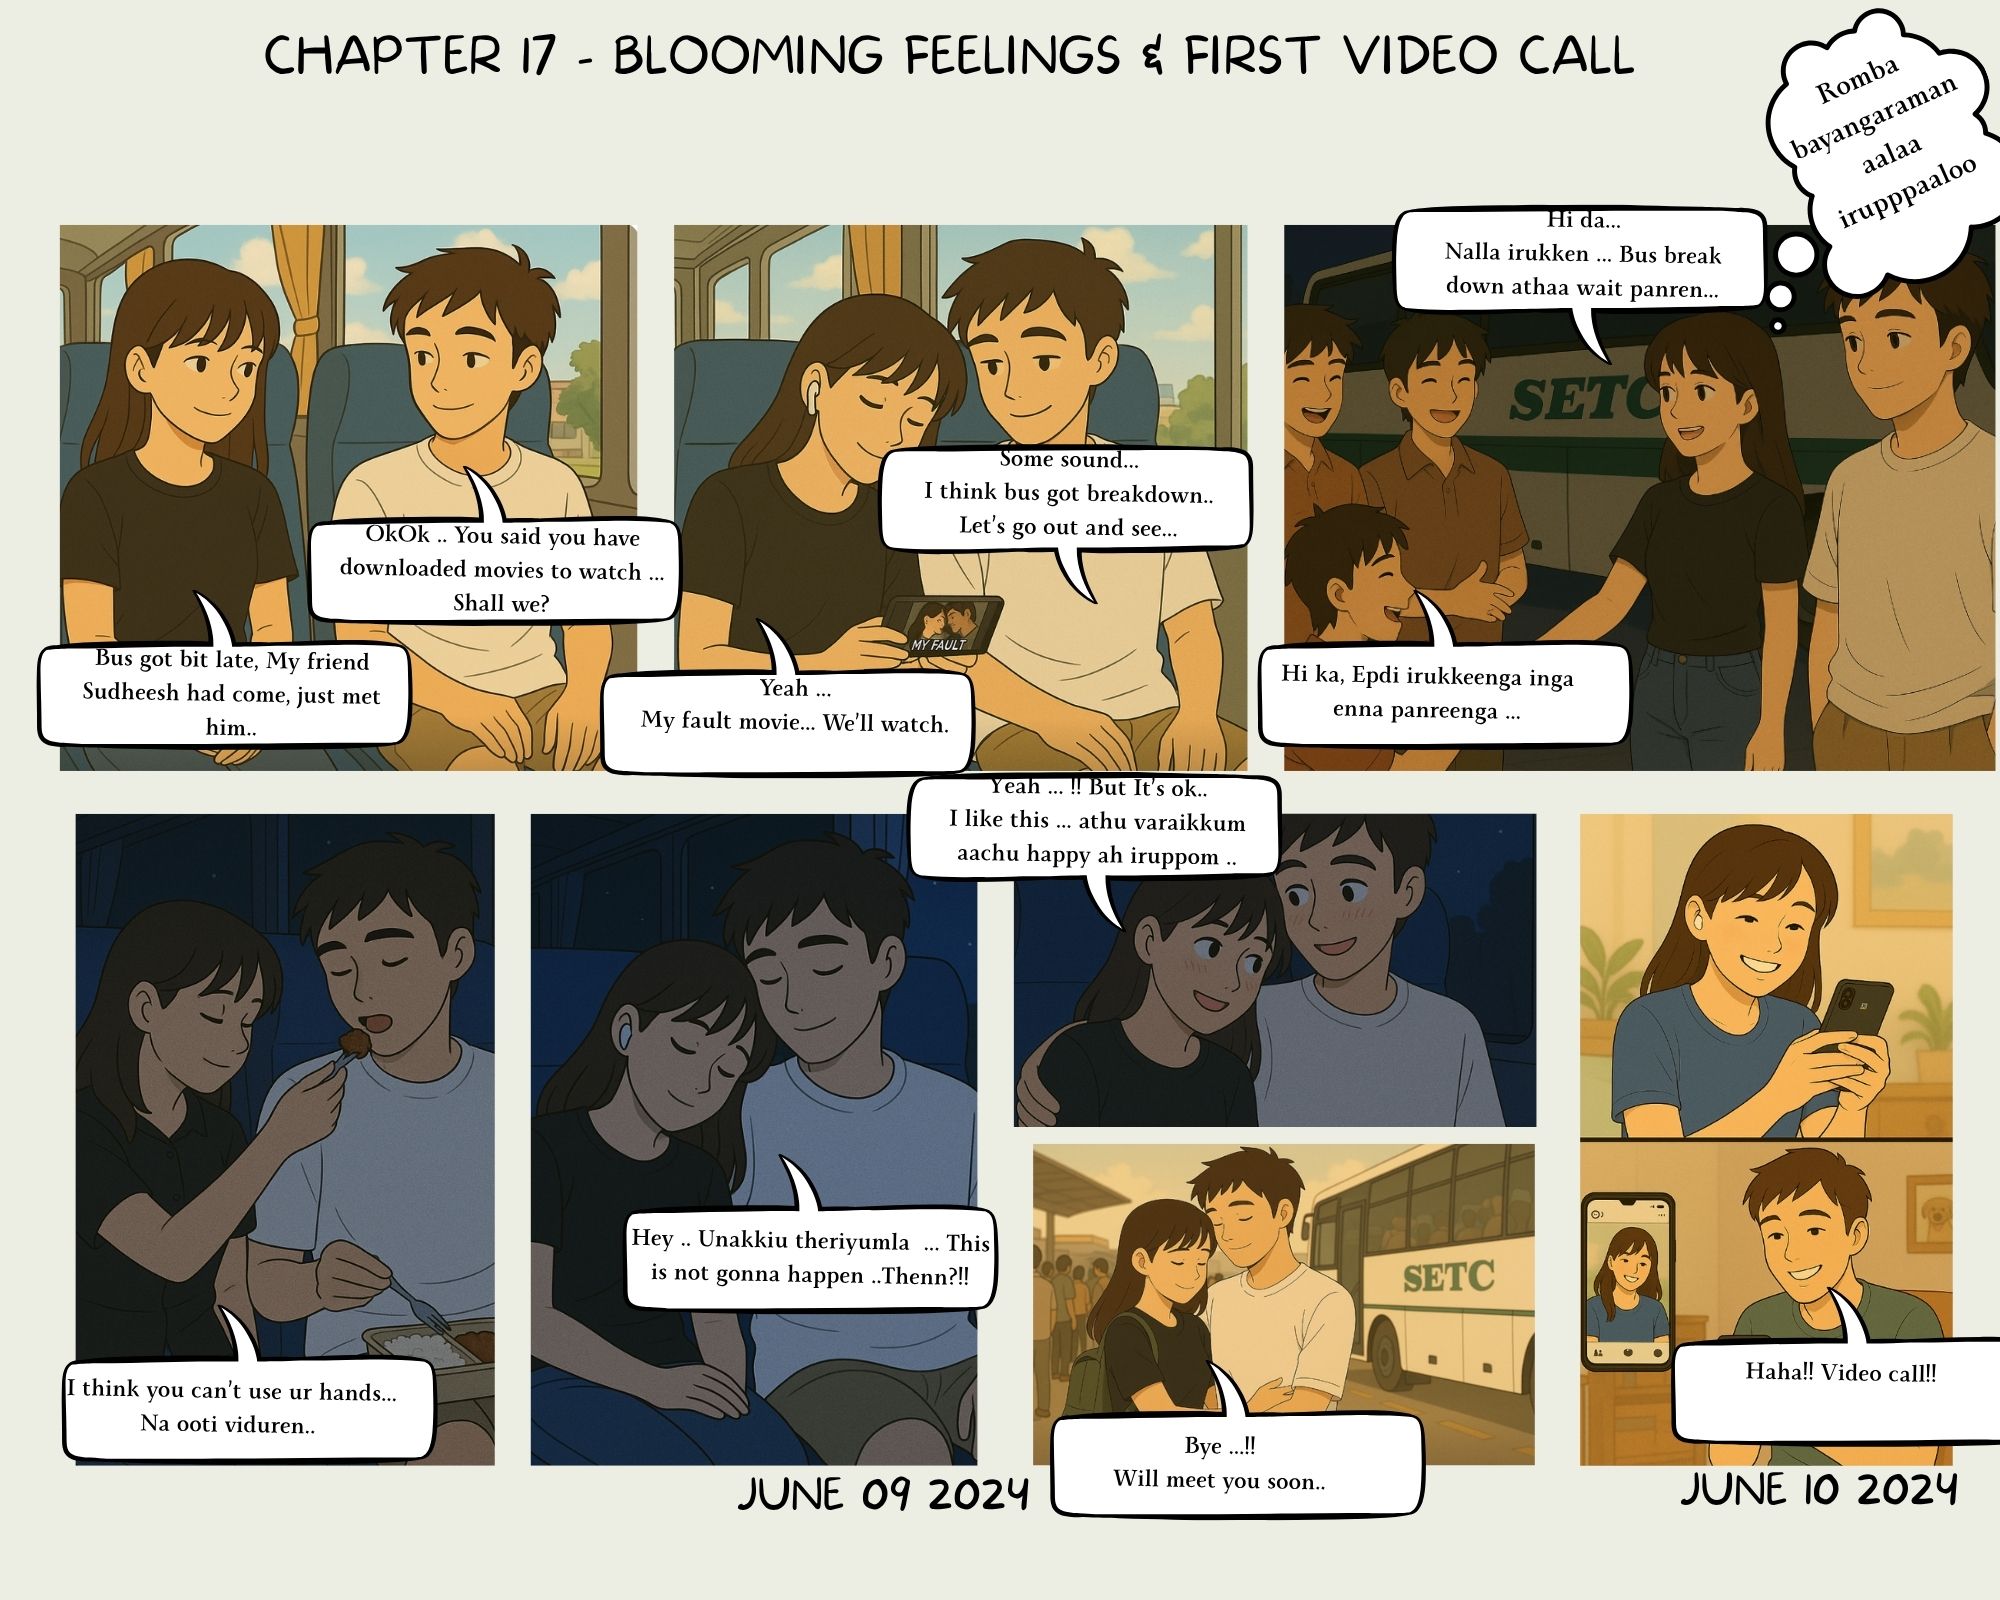 CHAPTER 17 - BLOOMING FEELINGS & FIRST VIDEO CALL
Bus got bit late, My friend
Sudheesh had come, just met
him..
OkOk .. You said you have
downloaded movies to watch ...
Shall we?
Yeah ...
My fault movie... We'll watch.
MY FAULT
Some sound...
I think bus got breakdown..
Let's go out and see...
Hi ka, Epdi irukkeenga inga
enna panreenga ...
Hi da...
Nalla irukken ... Bus break
down athaa wait panren...
SETC
Romba
bayangaraman
aalaa
irupppaaloo
I think you can't use ur hands...
Na ooti viduren..
Hey .. Unakkiu theriyumla ... This
is not gonna happen ..Thenn?!!
Yeah ... !! But It's ok..
I like this ... athu varaikkum
aachu happy ah iruppom ..
SETC
Bye ...!!
Will meet you soon..
JUNE 09 2024
Haha!! Video call!!
JUNE 10 2024